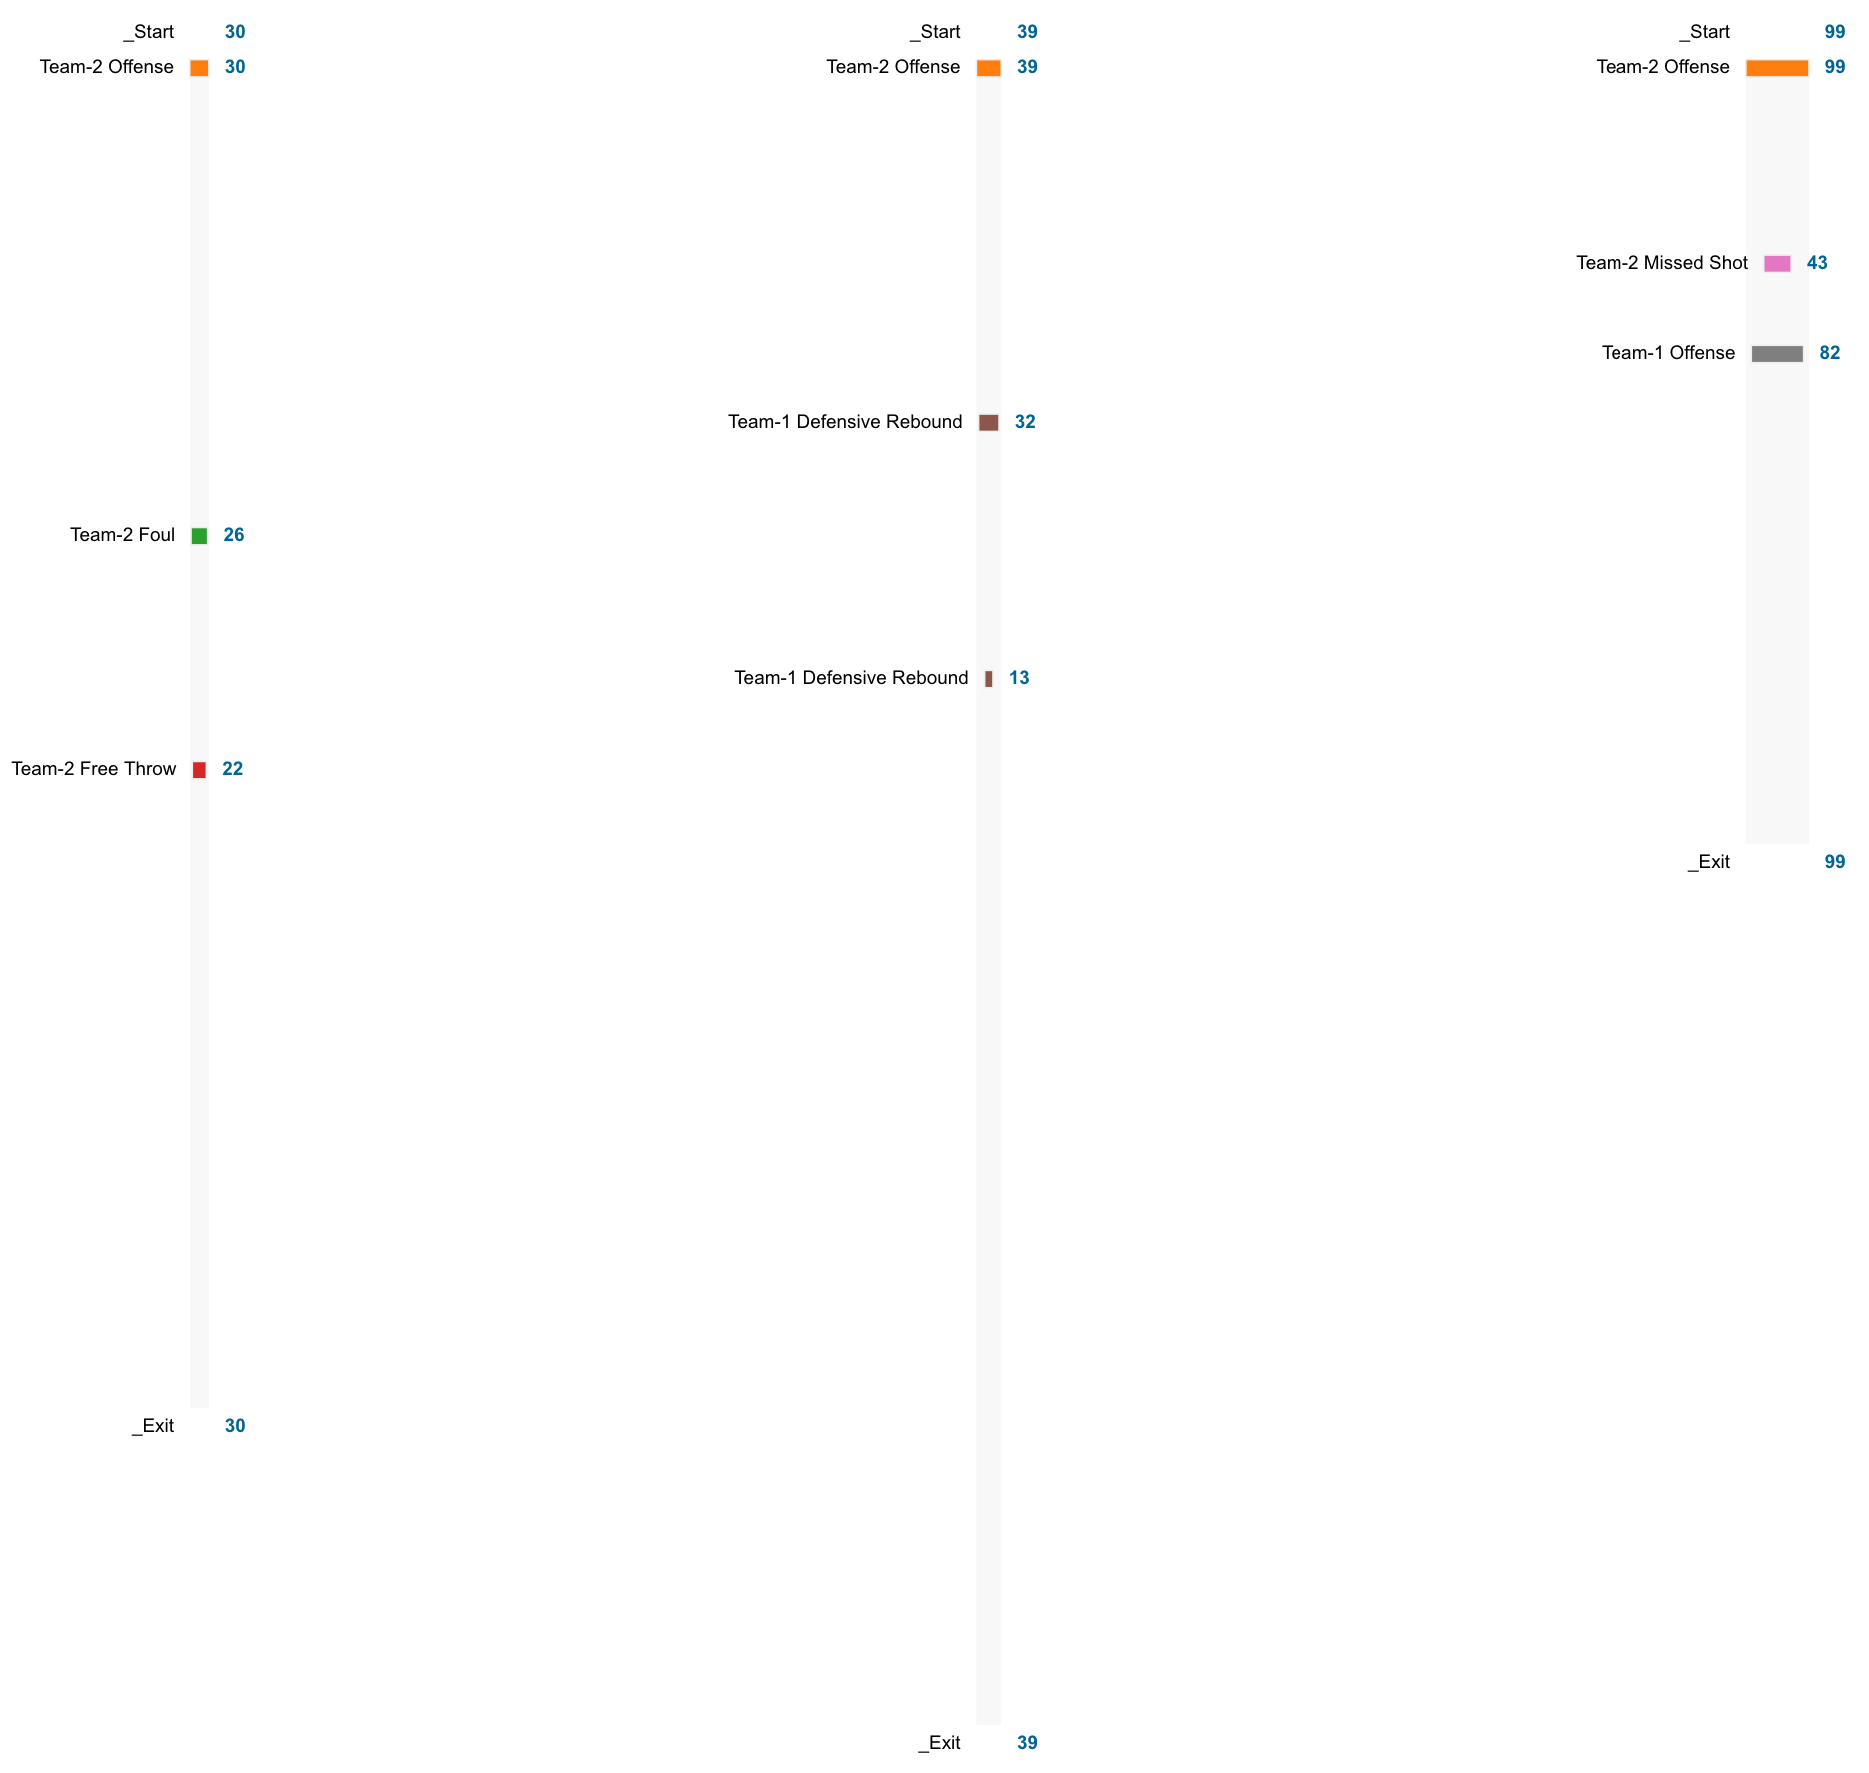 _Start 30
Team-2 Offense 30
Team-2 Foul 26
Team-2 Free Throw 22
_Exit 30
_Start 39
Team-2 Offense 39
Team-1 Defensive Rebound 32
Team-1 Defensive Rebound 13
_Exit 39
_Start 99
Team-2 Offense 99
Team-2 Missed Shot 43
Team-1 Offense 82
_Exit 99